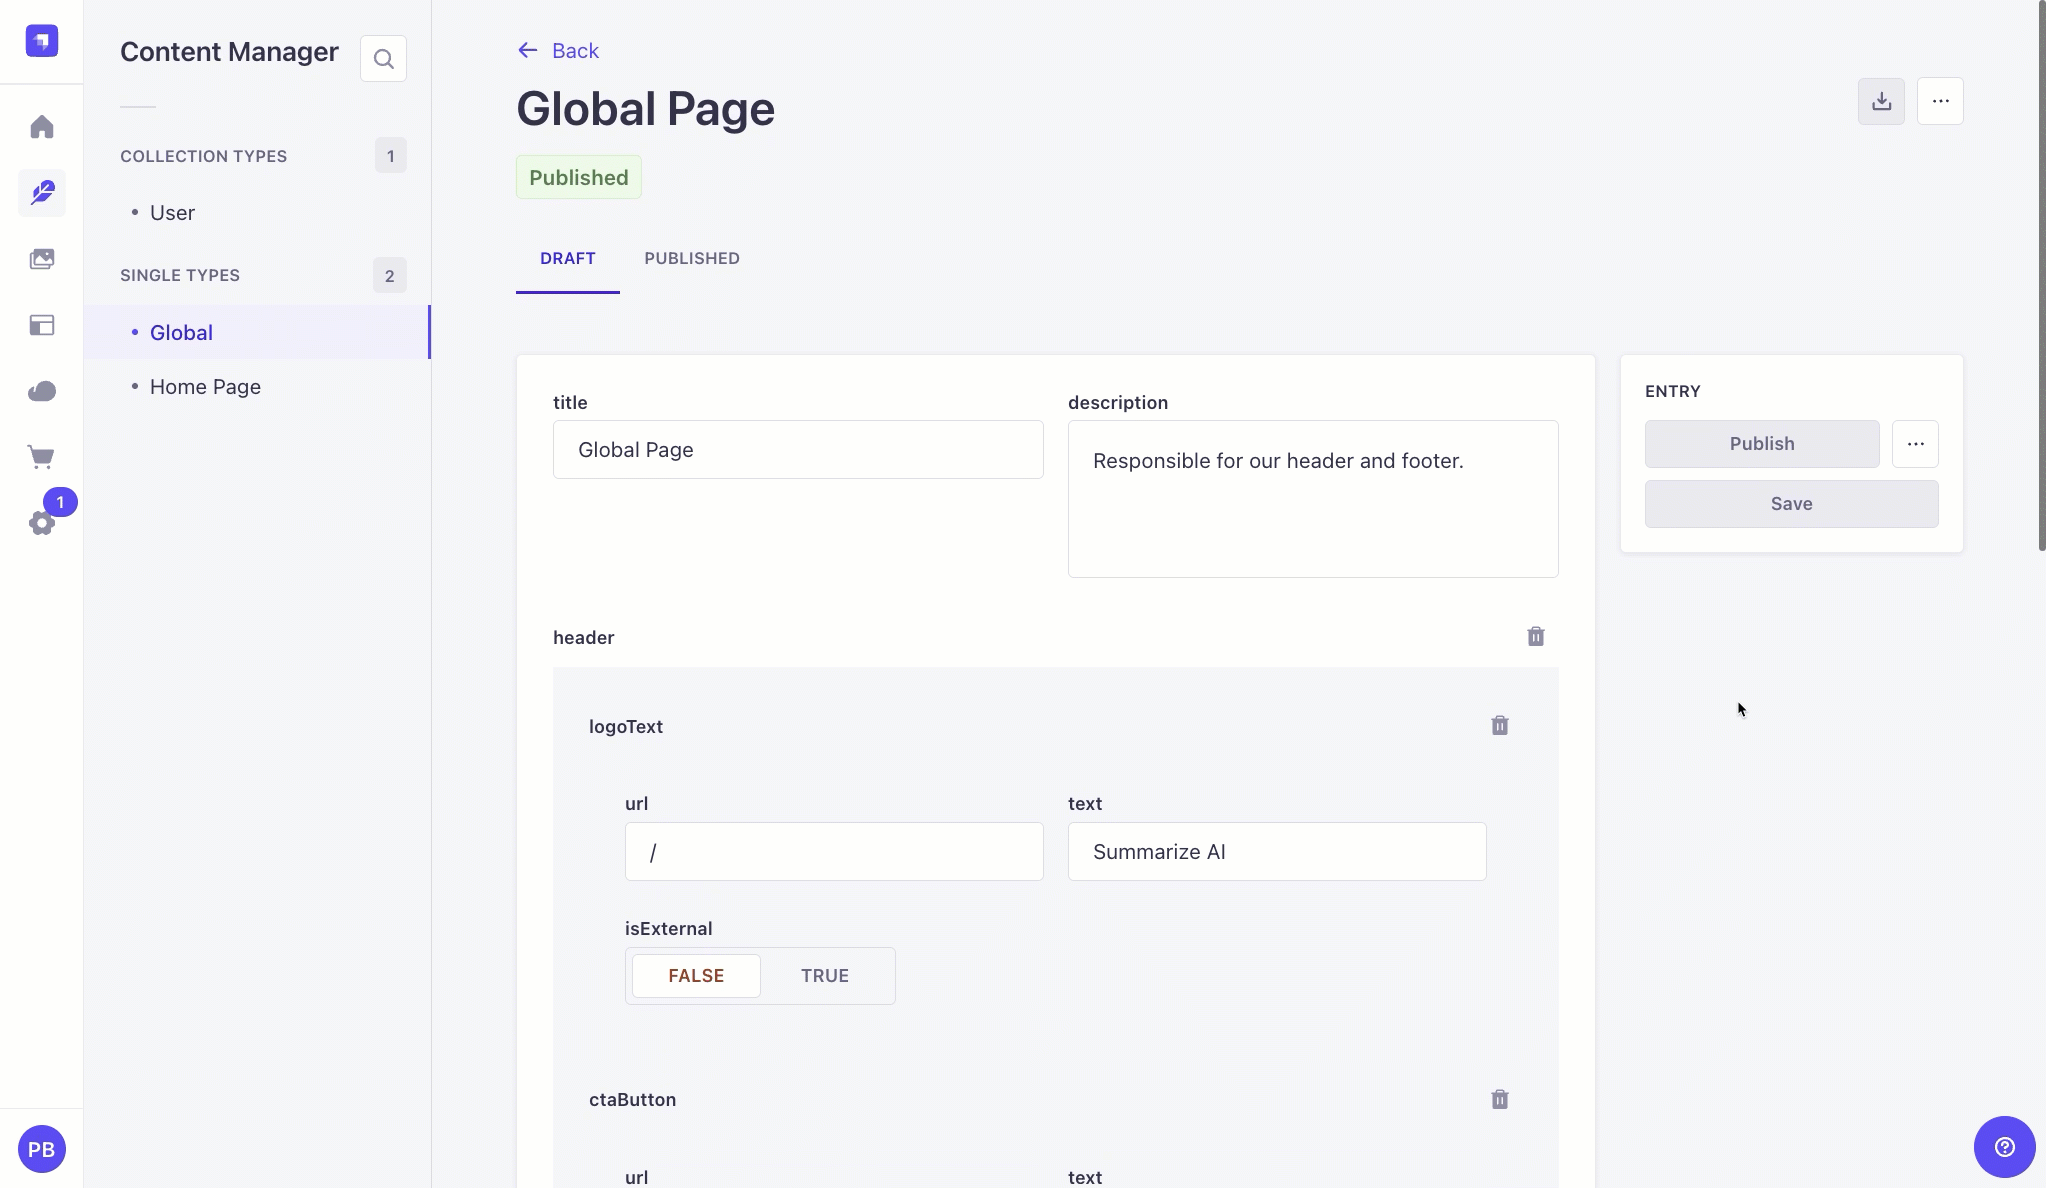 Content Manager
COLLECTION TYPES
1
User
SINGLE TYPES
2
Global
Home Page
1
PB
Back
Global Page
Published
DRAFT
PUBLISHED
title
Global Page
description
Responsible for our header and footer.
header
logoText
url
/
text
Summarize AI
isExternal
FALSE
TRUE
ctaButton
url
text
ENTRY
Publish
Save